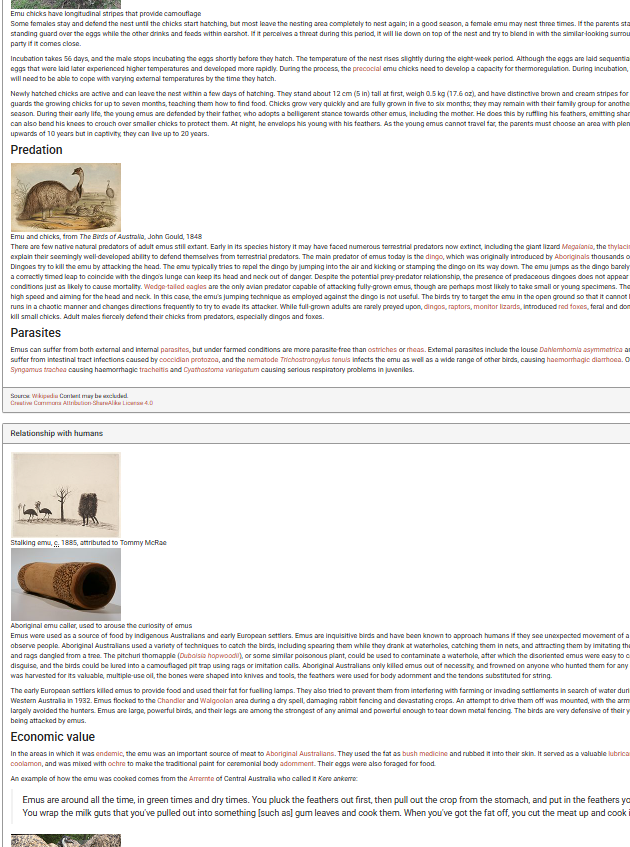 Emu chicks have longitudinal stripes that provide camouflage
Some females stay and defend the nest until the chicks start hatching, but most leave the nesting area completely to nest again; in a good season, a female emu may nest three times. If the parents sta
standing guard over the eggs while the other drinks and feeds within earshot. If it perceives a threat during this period, it will lie down on top of the nest and try to blend in with the similar-looking surrou
party if it comes close.
Incubation takes 56 days, and the male stops incubating the eggs shortly before they hatch. The temperature of the nest rises slightly during the eight-week period. Although the eggs are laid sequential
eggs that were laid later experienced higher temperatures and developed more rapidly. During the process, the precocial emu chicks need to develop a capacity for thermoregulation. During incubation,
will need to be able to cope with varying external temperatures by the time they hatch.
Newly hatched chicks are active and can leave the nest within a few days of hatching. They stand about 12 cm (5 in) tall at first, weigh 0.5 kg (17.6 oz), and have distinctive brown and cream stripes for
guards the growing chicks for up to seven months, teaching them how to find food. Chicks grow very quickly and are fully grown in five to six months; they may remain with their family group for anothe
season. During their early life, the young emus are defended by their father, who adopts a belligerent stance towards other emus, including the mother. He does this by ruffling his feathers, emitting shar
can also bend his knees to crouch over smaller chicks to protect them. At night, he envelops his young with his feathers. As the young emus cannot travel far, the parents must choose an area with plen
upwards of 10 years but in captivity, they can live up to 20 years.
Predation
Emu and chicks, from The Birds of Australia, John Gould, 1848
There are few native natural predators of adult emus still extant. Early in its species history it may have faced numerous terrestrial predators now extinct, including the giant lizard Megalania, the thylacin
explain their seemingly well-developed ability to defend themselves from terrestrial predators. The main predator of emus today is the dingo, which was originally introduced by Aboriginals thousands o
Dingoes try to kill the emu by attacking the head. The emu typically tries to repel the dingo by jumping into the air and kicking or stamping the dingo on its way down. The emu jumps as the dingo barely
a correctly timed leap to coincide with the dingo's lunge can keep its head and neck out of danger. Despite the potential prey-predator relationship, the presence of predaceous dingoes does not appear
conditions just as likely to cause mortality. Wedge-tailed eagles are the only avian predator capable of attacking fully-grown emus, though are perhaps most likely to take small or young specimens. The
high speed and aiming for the head and neck. In this case, the emu's jumping technique as employed against the dingo is not useful. The birds try to target the emu in the open ground so that it cannot l
runs in a chaotic manner and changes directions frequently to try to evade its attacker. While full-grown adults are rarely preyed upon, dingos, raptors, monitor lizards, introduced red foxes, feral and don
kill small chicks. Adult males fiercely defend their chicks from predators, especially dingos and foxes.
Parasites
Emus can suffer from both external and internal parasites, but under farmed conditions are more parasite-free than ostriches or rheas. External parasites include the louse Dahlemhornia asymmetrica an
suffer from intestinal tract infections caused by coccidian protozoa, and the nematode Trichostrongylus tenuis infects the emu as well as a wide range of other birds, causing haemorrhagic diarrhoea. O
Syngamus trachea causing haemorrhagic tracheitis and Cyathostoma variegatum causing serious respiratory problems in juveniles.
Source: Wikipedia Content may be excluded.
Creative Commons Attribution-ShareAlike License 4.0
Relationship with humans
Stalking emu, c. 1885, attributed to Tommy McRae
Aboriginal emu caller, used to arouse the curiosity of emus
Emus were used as a source of food by indigenous Australians and early European settlers. Emus are inquisitive birds and have been known to approach humans if they see unexpected movement of a
observe people. Aboriginal Australians used a variety of techniques to catch the birds, including spearing them while they drank at waterholes, catching them in nets, and attracting them by imitating the
and rags dangled from a tree. The pitchuri thornapple (Duboisia hopwoodii), or some similar poisonous plant, could be used to contaminate a waterhole, after which the disoriented emus were easy to c
disguise, and the birds could be lured into a camouflaged pit trap using rags or imitation calls. Aboriginal Australians only killed emus out of necessity, and frowned on anyone who hunted them for any
was harvested for its valuable, multiple-use oil, the bones were shaped into knives and tools, the feathers were used for body adornment and the tendons substituted for string.
The early European settlers killed emus to provide food and used their fat for fuelling lamps. They also tried to prevent them from interfering with farming or invading settlements in search of water duri
Western Australia in 1932. Emus flocked to the Chandler and Walgoolan area during a dry spell, damaging rabbit fencing and devastating crops. An attempt to drive them off was mounted, with the arm
largely avoided the hunters. Emus are large, powerful birds, and their legs are among the strongest of any animal and powerful enough to tear down metal fencing. The birds are very defensive of their y
being attacked by emus.
Economic value
In the areas in which it was endemic, the emu was an important source of meat to Aboriginal Australians. They used the fat as bush medicine and rubbed it into their skin. It served as a valuable lubrica
coolamon, and was mixed with ochre to make the traditional paint for ceremonial body adornment. Their eggs were also foraged for food.
An example of how the emu was cooked comes from the Arrernte of Central Australia who called it Kere ankerre:
Emus are around all the time, in green times and dry times. You pluck the feathers out first, then pull out the crop from the stomach, and put in the feathers yo
You wrap the milk guts that you've pulled out into something [such as] gum leaves and cook them. When you've got the fat off, you cut the meat up and cook i